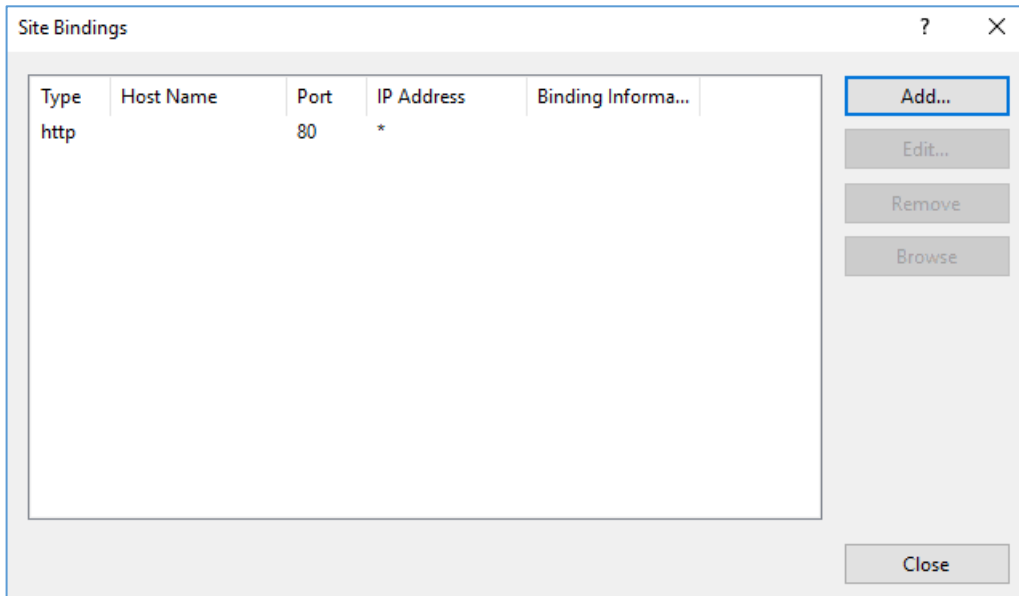 Site Bindings ? ×
Type Host Name Port IP Address Binding Informa...
http 80 *
Add...
Edit...
Remove
Browse
Close